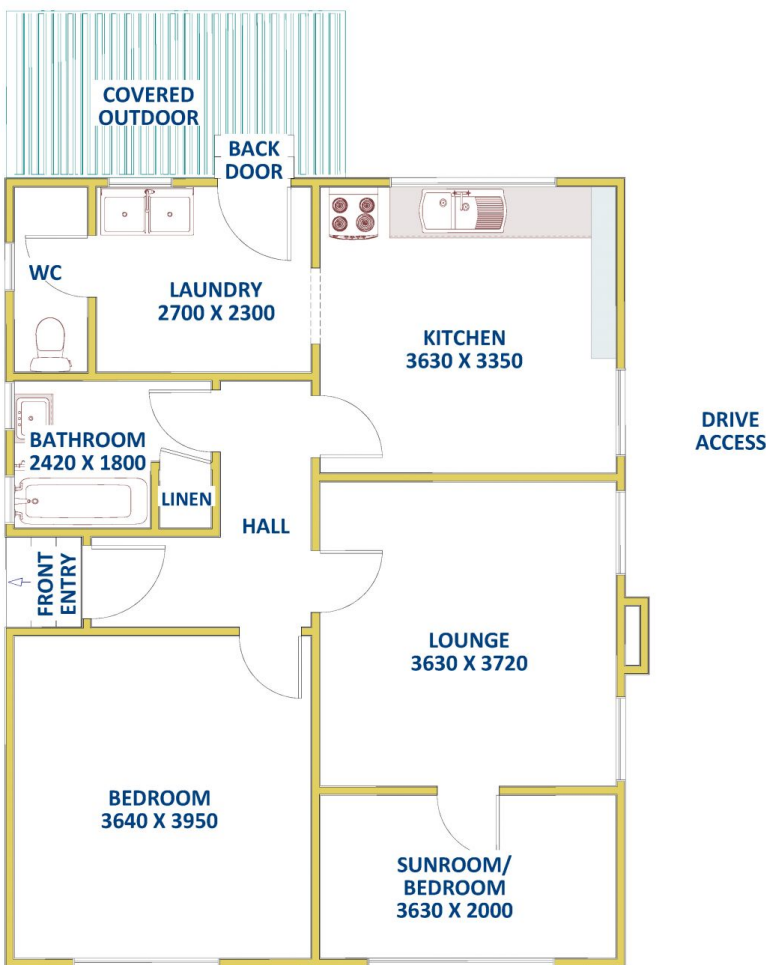 COVERED
OUTDOOR
BACK
DOOR
WC
LAUNDRY
2700 X 2300
KITCHEN
3630 X 3350
DRIVE
ACCESS
BATHROOM
2420 X 1800
LINEN
HALL
FRONT
ENTRY
LOUNGE
3630 X 3720
BEDROOM
3640 X 3950
SUNROOM/
BEDROOM
3630 X 2000